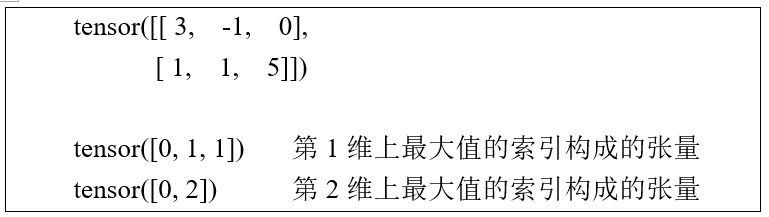 tensor([[ 3, -1, 0],
[ 1, 1, 5]])
tensor([0, 1, 1]) 第 1 维上最大值的索引构成的张量
tensor([0, 2]) 第 2 维上最大值的索引构成的张量